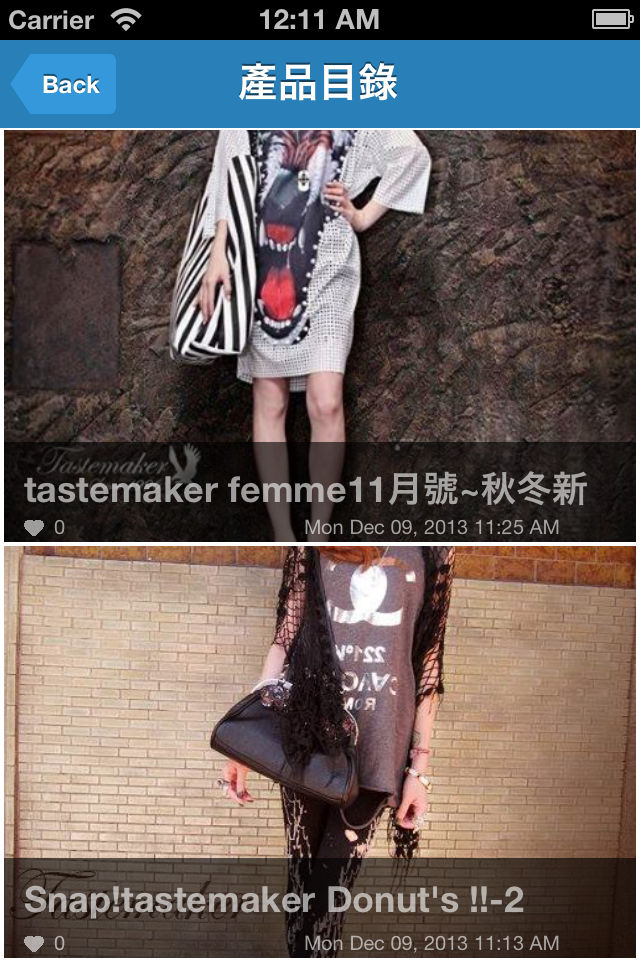 Carrier 12:11 AM
Back
產品目錄
Tastemaker
tastemaker femme11月號~秋冬新
0 Mon Dec 09, 2013 11:25 AM
Tastemaker
Snap!tastemaker Donut's !!-2
0 Mon Dec 09, 2013 11:13 AM